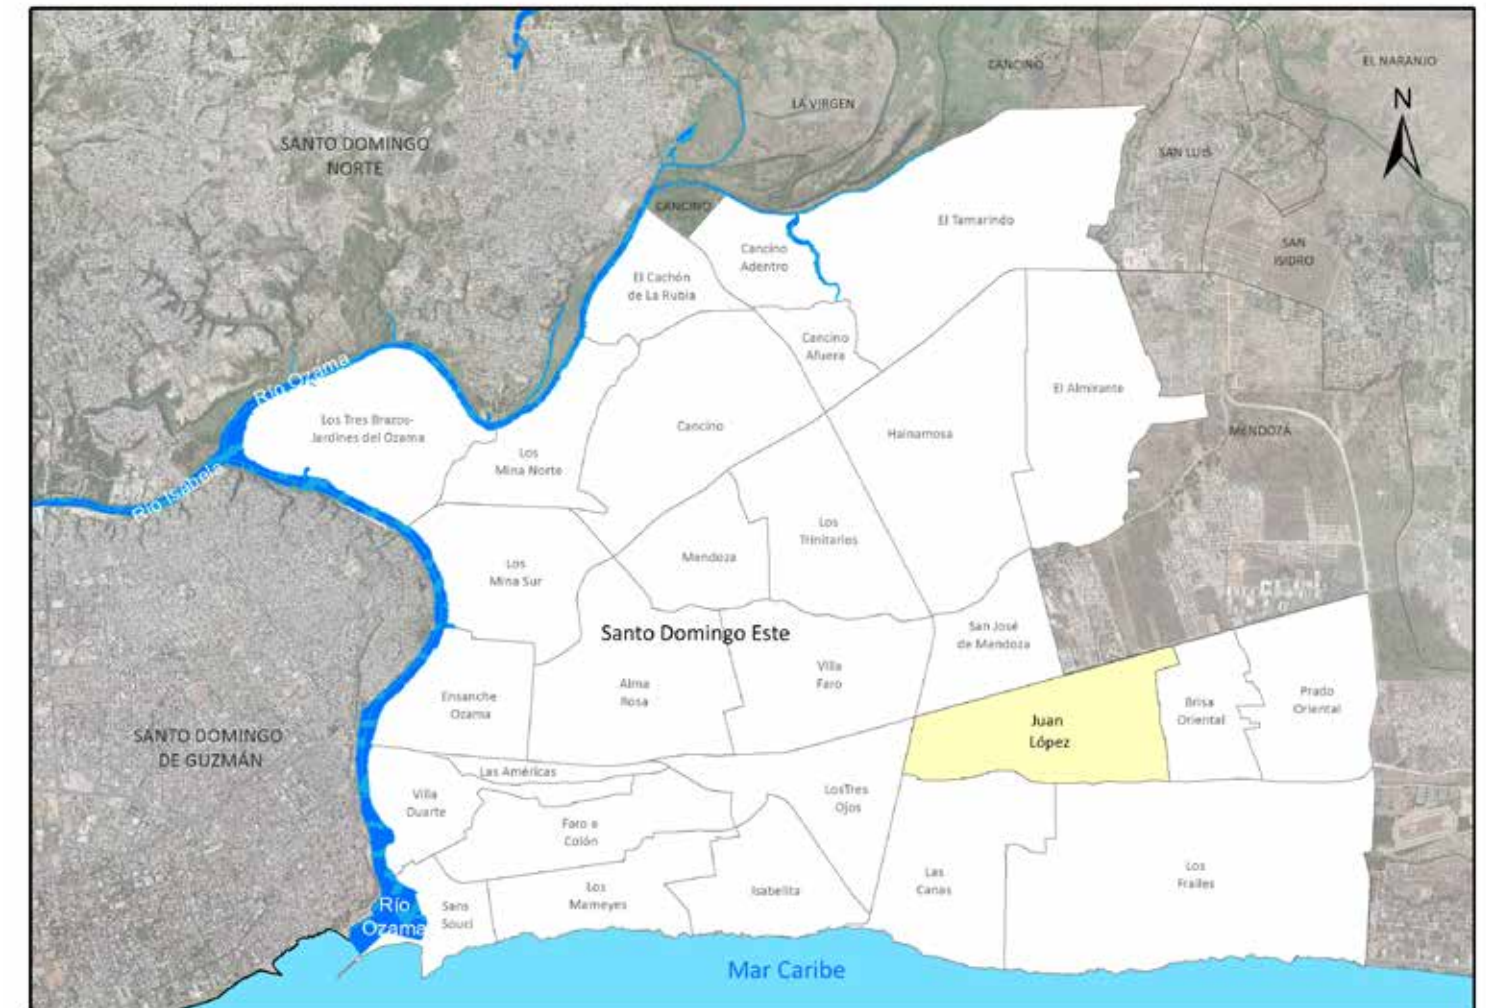 CANCINO
EL NARANJO
N
LA VIRGEN
SANTO DOMINGO
NORTE
SAN LUIS
CANCINO
El Tamarindo
SAN
ISIDRO
Cancino
Adentro
El Cachón
de La Rubia
Cancino
Afuera
Río Ozama
El Almirante
Los Tres Brazos-
Jardines del Ozama
Cancino
Hainamosa
MENDOZA
Los
Mina Norte
Río Isabela
Los
Trinitarios
Mendoza
Los
Mina Sur
Santo Domingo Este
San José
de Mendoza
Villa
Faro
Alma
Rosa
Ensanche
Ozama
Prado
Oriental
Brisa
Oriental
Juan
López
SANTO DOMINGO
DE GUZMÁN
Las Américas
Villa
Duarte
LosTres
Ojos
Faro a
Colón
Los
Frailes
Las
Canas
Los
Mameyes
Isabelita
Sans
Souci
Río
Ozama
Mar Caribe